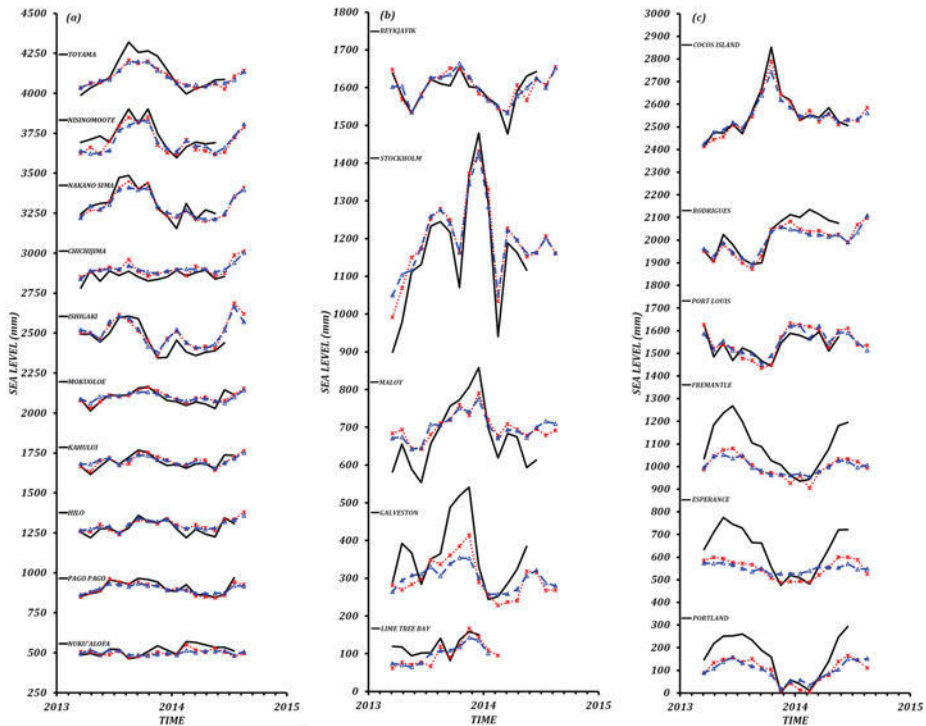 (a)
4500
4250
4000
3750
3500
3250
3000
2750
2500
2250
2000
1750
1500
1250
1000
750
500
250
SEA LEVEL (mm)
TOYAMA
NISINOMOOTE
NAKANO SIMA
CHICHIJIMA
ISHIGAKI
MOKUOLOE
KAHULUI
HILO
PAGO PAGO
NUKU'ALOFA
2013
2014
2015
TIME
(b)
1800
1700
1600
1500
1400
1300
1200
1100
1000
900
800
700
600
500
400
300
200
100
0
SEA LEVEL (mm)
REYKJAVIK
STOCKHOLM
MALOY
GALVESTON
LIME TREE BAY
2013
2014
2015
TIME
(c)
3000
2900
2800
2700
2600
2500
2400
2300
2200
2100
2000
1900
1800
1700
1600
1500
1400
1300
1200
1100
1000
900
800
700
600
500
400
300
200
100
0
SEA LEVEL (mm)
COCOS ISLAND
RODRIGUES
PORT LOUIS
FREMANTLE
ESPERANCE
PORTLAND
2013
2014
2015
TIME